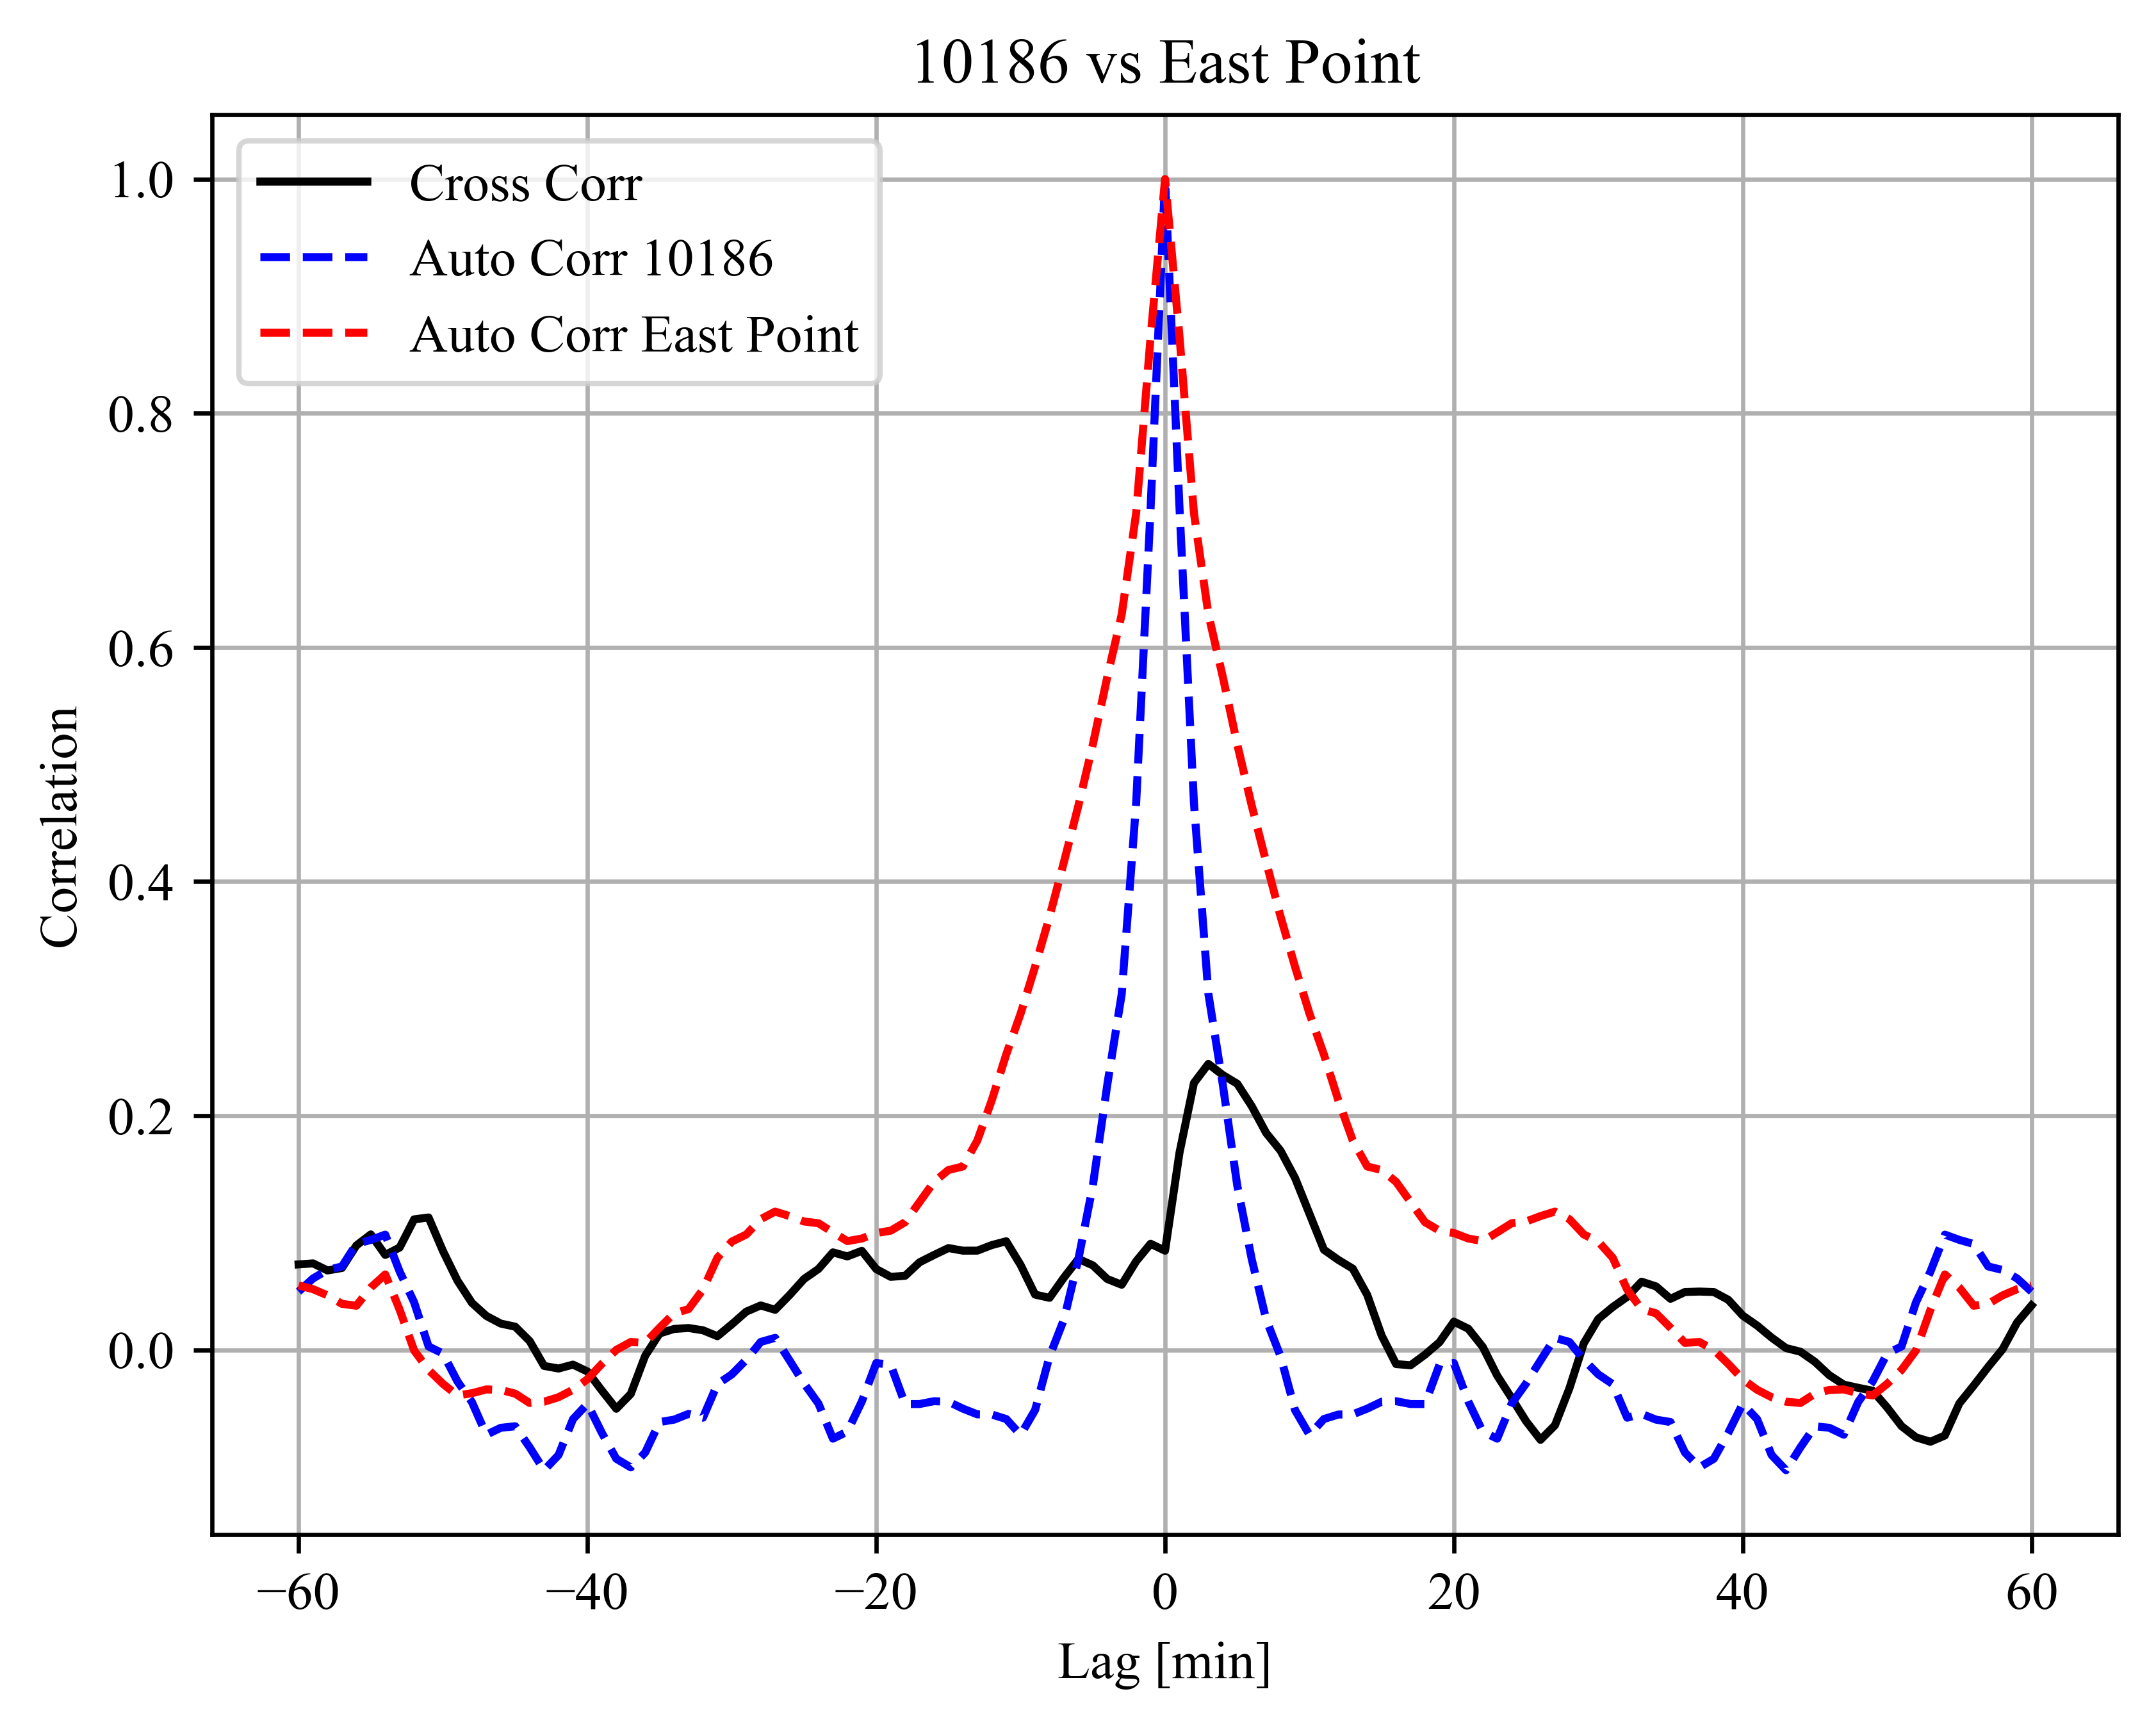 10186 vs East Point
Cross Corr
Auto Corr 10186
Auto Corr East Point
1.0
0.8
0.6
0.4
0.2
0.0
Correlation
−60 −40 −20 0 20 40 60
Lag [min]